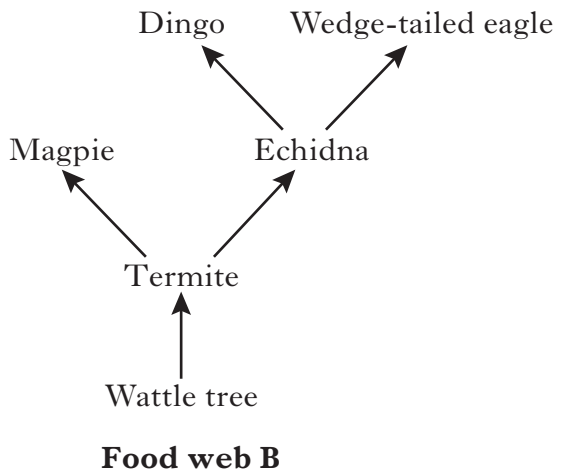 Dingo Wedge-tailed eagle
Magpie Echidna
Termite
Wattle tree
Food web B